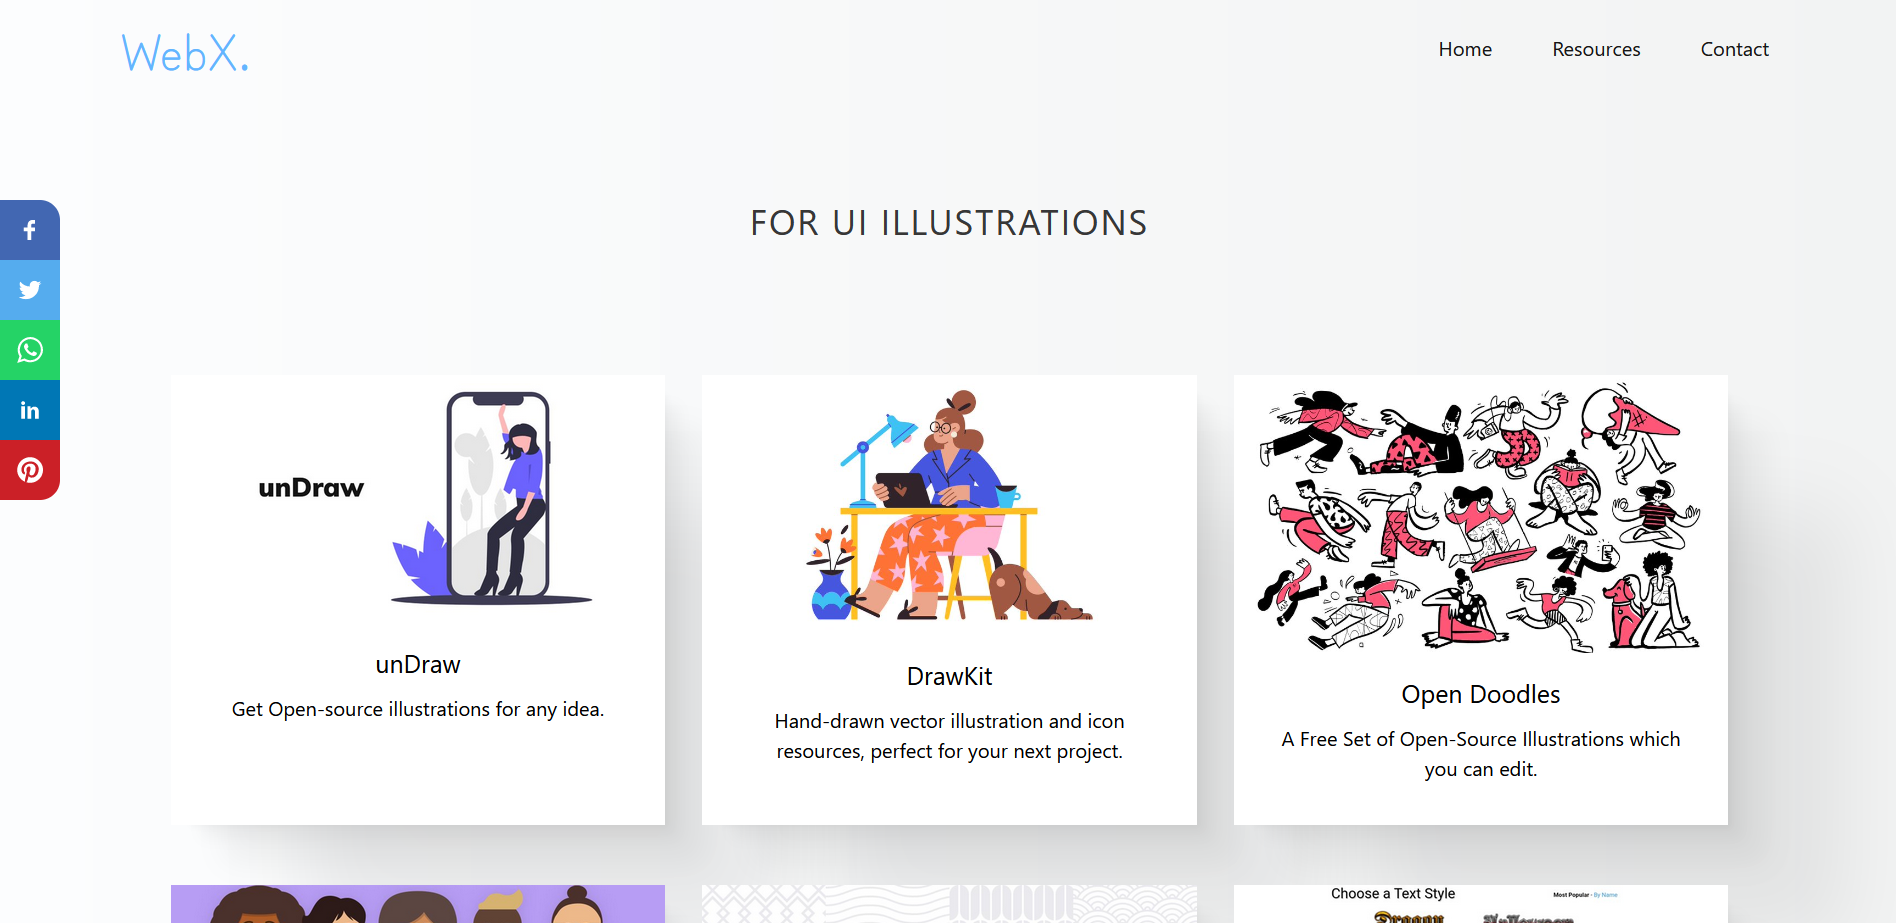 WebX.
Home
Resources
Contact
FOR UI ILLUSTRATIONS
unDraw
unDraw
Get Open-source illustrations for any idea.
DrawKit
Hand-drawn vector illustration and icon
resources, perfect for your next project.
Open Doodles
A Free Set of Open-Source Illustrations which
you can edit.
Choose a Text Style
Most Popular - By Name